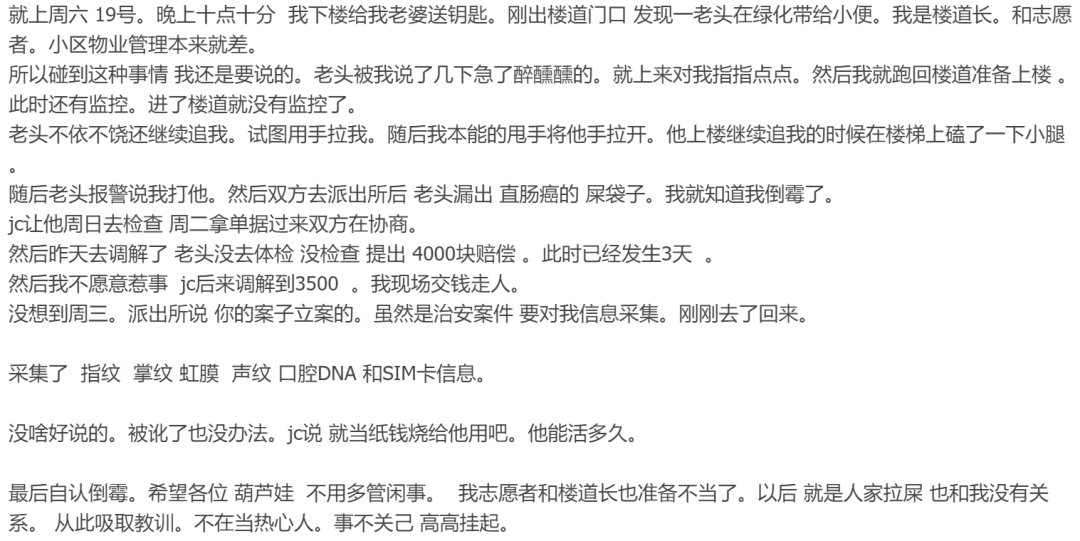 就上周六 19号。晚上十点十分  我下楼给我老婆送钥匙。刚出楼道门口 发现一老头在绿化带给小便。我是楼道长。和志愿
者。小区物业管理本来就差。
所以碰到这种事情 我还是要说的。老头被我说了几下急了醉醺醺的。就上来对我指指点点。然后我就跑回楼道准备上楼 。
此时还有监控。进了楼道就没有监控了。
老头不依不饶还继续追我。试图用手拉我。随后我本能的甩手将他手拉开。他上楼继续追我的时候在楼梯上磕了一下小腿
。
随后老头报警说我打他。然后双方去派出所后 老头漏出 直肠癌的 屎袋子。我就知道我倒霉了。
jc让他周日去检查 周二拿单据过来双方在协商。
然后昨天去调解了 老头没去体检 没检查 提出 4000块赔偿 。此时已经发生3天  。
然后我不愿意惹事  jc后来调解到3500  。我现场交钱走人。
没想到周三。派出所说 你的案子立案的。虽然是治安案件 要对我信息采集。刚刚去了回来。
采集了  指纹  掌纹 虹膜  声纹 口腔DNA 和SIM卡信息。
没啥好说的。被讹了也没办法。jc说 就当纸钱烧给他用吧。他能活多久。
最后自认倒霉。希望各位 葫芦娃  不用多管闲事。  我志愿者和楼道长也准备不当了。以后 就是人家拉屎 也和我没有关
系。 从此吸取教训。不在当热心人。事不关己 高高挂起。